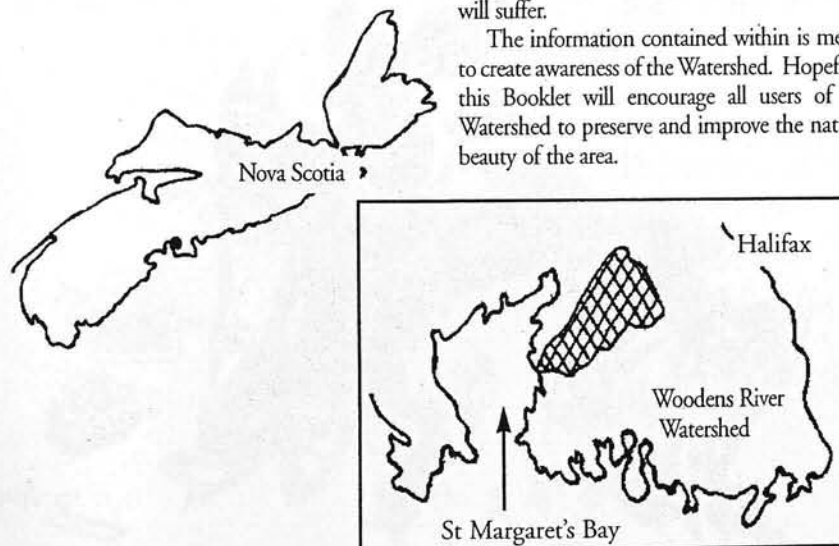 will suffer.
The information contained within is me
to create awareness of the Watershed. Hopef
this Booklet will encourage all users of
Watershed to preserve and improve the nat
beauty of the area.
Nova Scotia
Halifax
Woodens River
Watershed
St Margaret's Bay